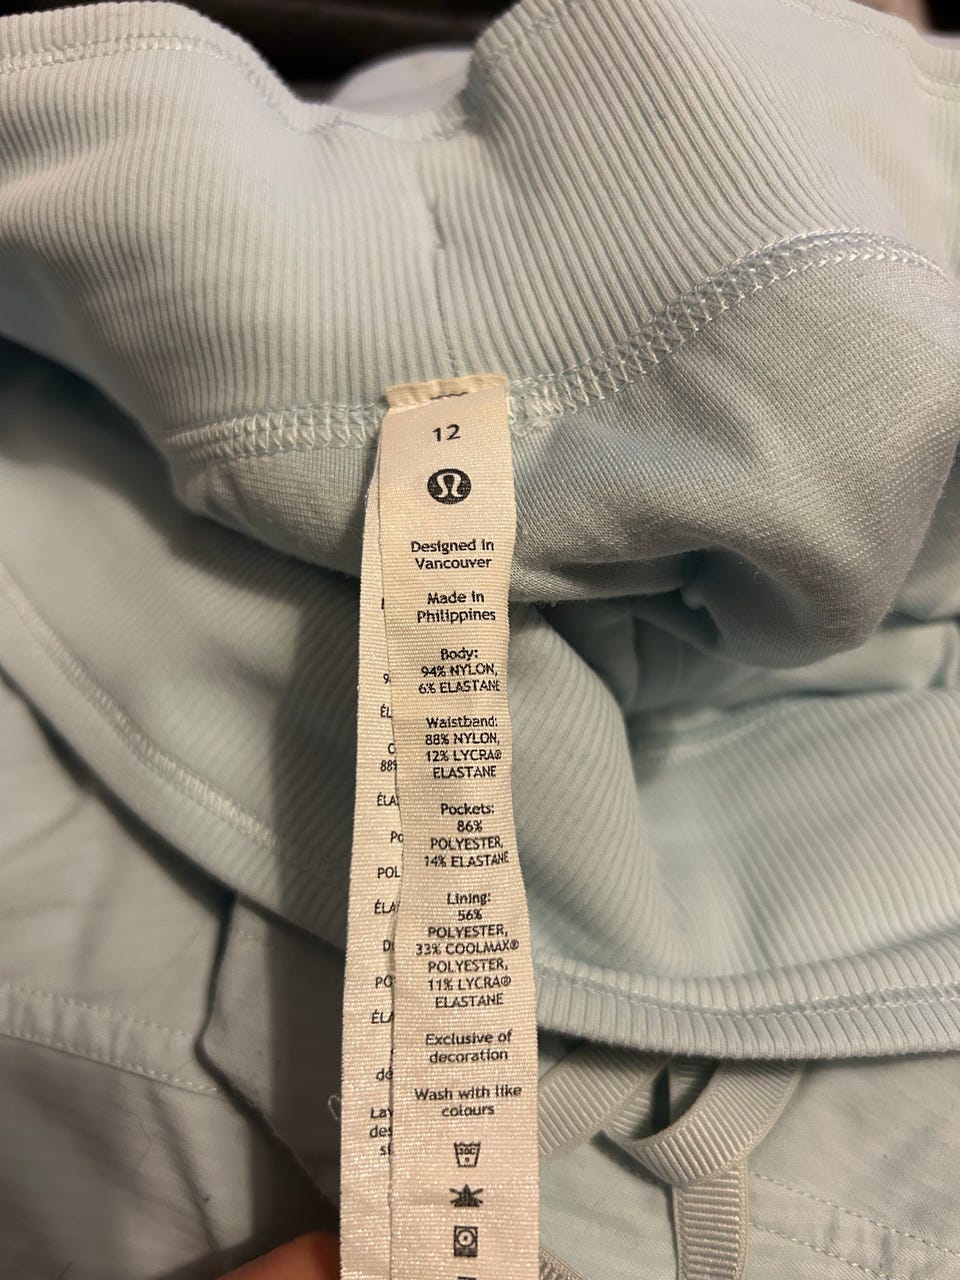 12
Designed in
Vancouver
Made in
Philippines
Body:
94% NYLON,
6% ELASTANE
Waistband:
88% NYLON,
12% LYCRA®
ELASTANE
Pockets:
86%
POLYESTER,
14% ELASTANE
Lining:
56%
POLYESTER,
33% COOLMAX®
POLYESTER,
11% LYCRA®
ELASTANE
Exclusive of
decoration
Wash with like
colours
30C